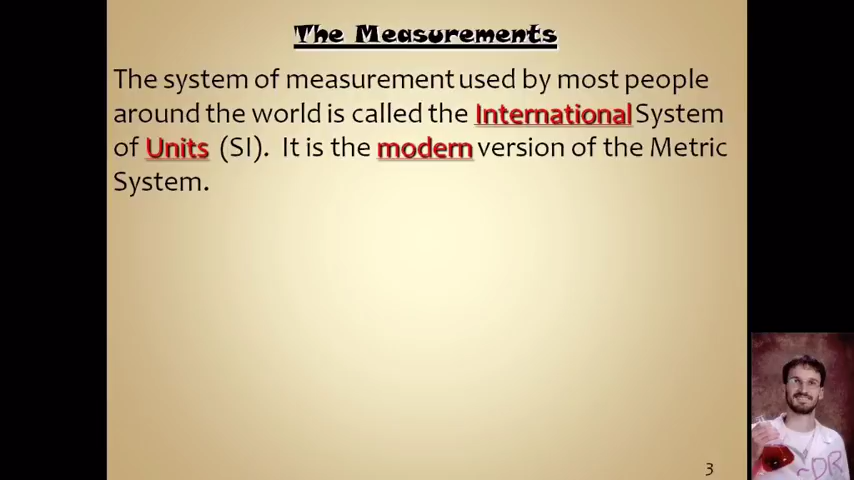 The Measurements
The system of measurement used by most people
around the world is called the International System
of Units (SI). It is the modern version of the Metric
System.
3